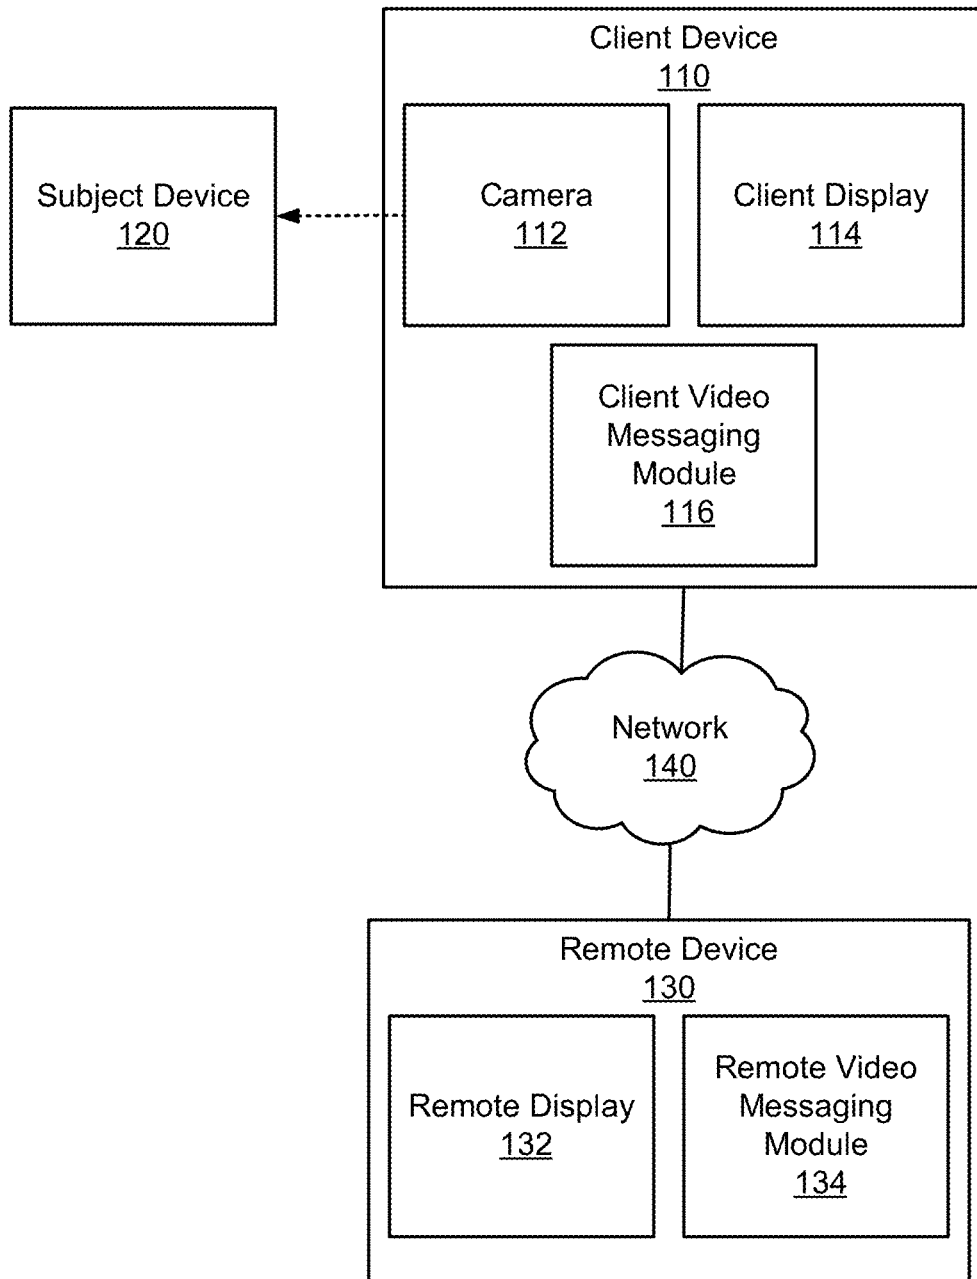 Client Device
110
Subject Device
120
Camera
112
Client Display
114
Client Video
Messaging
Module
116
Network
140
Remote Device
130
Remote Display
132
Remote Video
Messaging
Module
134